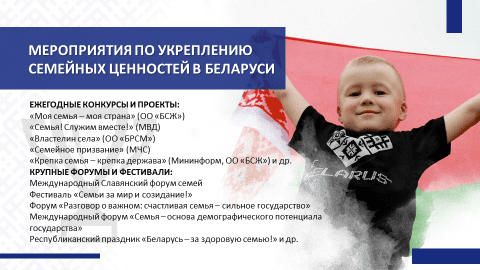 МЕРОПРИЯТИЯ ПО УКРЕПЛЕНИЮ
СЕМЕЙНЫХ ЦЕННОСТЕЙ В БЕЛАРУСИ
ЕЖЕГОДНЫЕ КОНКУРСЫ И ПРОЕКТЫ:
«Моя семья – моя страна» (ОО «БСЖ»)
«Семья! Служим вместе!» (МВД)
«Властелин села» (ОО «БРСМ»)
«Семейное призвание» (МЧС)
«Крепка семья – крепка держава» (Мининформ, ОО «БСЖ») и др.
КРУПНЫЕ ФОРУМЫ И ФЕСТИВАЛИ:
Международный Славянский форум семей
Фестиваль «Семьи за мир и созидание!»
Форум «Разговор о важном: счастливая семья – сильное государство»
Международный форум «Семья – основа демографического потенциала
государства»
Республиканский праздник «Беларусь – за здоровую семью!» и др.
BELARUS